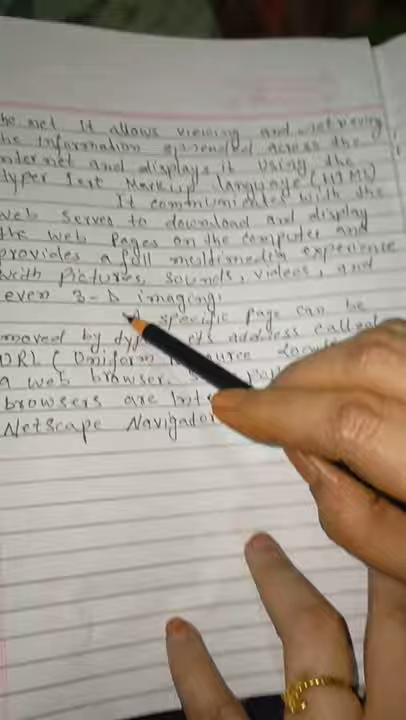 the net It allows viewing and retrieving
the information across the
internet and displays it using the
Hyper Text Markup language (HTML)
It communicates with the
web server to download and display
the web Pages on the computer and
provides a full multimedia experience
with Pictures, sounds, videos, and
even 3-D imaging.
specific page can be
moved by its address called
URL (Uniform
a web browser.
browsers are
Netscape Navigator